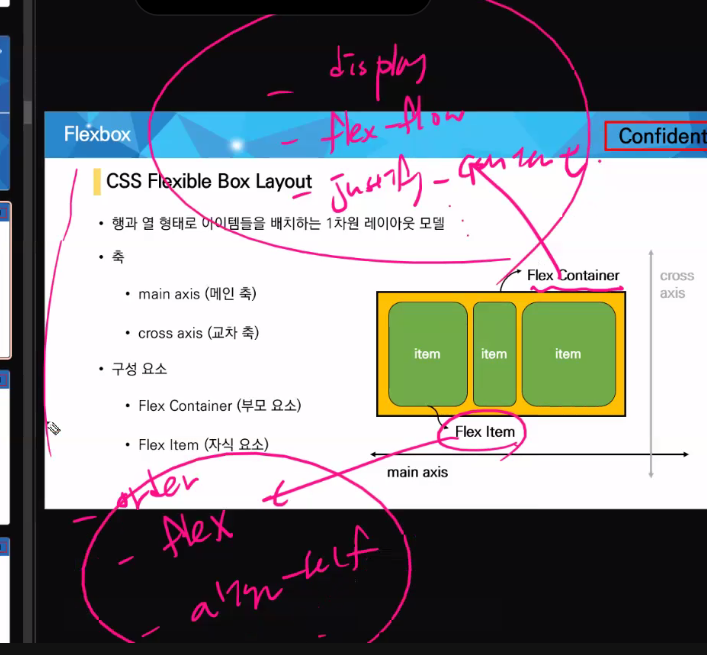 - display
- flex-flow
- justify-content.
Flexbox
Confident
CSS Flexible Box Layout
• 행과 열 형태로 아이템들을 배치하는 1차원 레이아웃 모델
• 축
• main axis (메인 축)
• cross axis (교차 축)
• 구성 요소
• Flex Container (부모 요소)
• Flex Item (자식 요소)
Flex Container
cross
axis
item
item
item
Flex Item
main axis
- order
- flex
- align-self